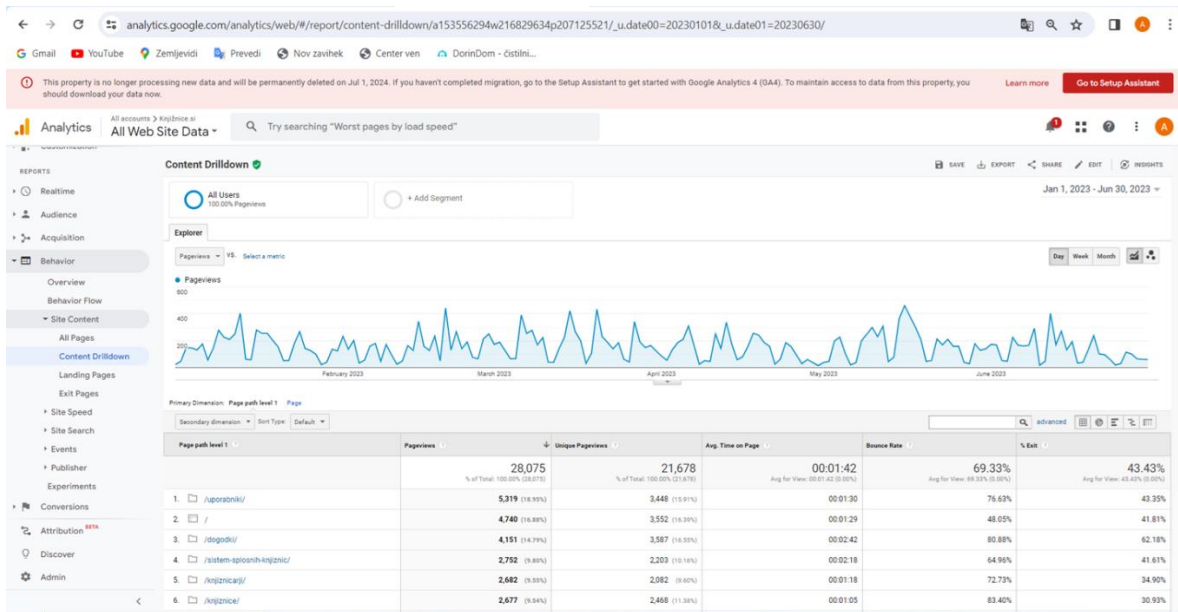 analytics.google.com/analytics/web/#/report/content-drilldown/a153556294w216829634p207125521/_u.date00=20230101&_u.date01=20230630/
A
Gmail YouTube Zemljevidi Prevedi Nov zavihek Center ven DorinDom - čistilni...
This property is no longer processing new data and will be permanently deleted on Jul 1, 2024. If you haven't completed migration, go to the Setup Assistant to get started with Google Analytics 4 (GA4). To maintain access to data from this property, you
should download your data now.
Learn more Go to Setup Assistant
All accounts > Knjižnice.si
Analytics All Web Site Data Try searching "Worst pages by load speed" 1 A
Customization
REPORTS
Realtime
Audience
Acquisition
Behavior
Overview
Behavior Flow
Site Content
All Pages
Content Drilldown
Landing Pages
Exit Pages
Site Speed
Site Search
Events
Publisher
Experiments
Conversions
Attribution BETA
Discover
Admin
Content Drilldown SAVE EXPORT SHARE EDIT INSIGHTS
All Users
100.00% Pageviews
+ Add Segment
Jan 1, 2023 - Jun 30, 2023
Explorer
Pageviews VS. Select a metric Day Week Month
Pageviews
600
400
200
February 2023 March 2023 April 2023 May 2023 June 2023
Primary Dimension: Page path level 1 Page
Secondary dimension Sort Type: Default advanced
Page path level 1 Pageviews Unique Pageviews Avg. Time on Page Bounce Rate % Exit
28,075 21,678 00:01:42 69.33% 43.43%
% of Total: 100.00% (28,075) % of Total: 100.00% (21,678) Avg for View: 00:01:42 (0.00%) Avg for View: 69.33% (0.00%) Avg for View: 43.43% (0.00%)
1. /uporabniki/ 5,319 (18.95%) 3,448 (15.91%) 00:01:30 76.63% 43.35%
2. / 4,740 (16.88%) 3,552 (16.39%) 00:01:29 48.05% 41.81%
3. /dogodki/ 4,151 (14.79%) 3,587 (16.55%) 00:02:42 80.88% 62.18%
4. /sistem-splosnih-knjiznic/ 2,752 (9.80%) 2,203 (10.16%) 00:02:18 64.96% 41.61%
5. /knjiznicarji/ 2,682 (9.55%) 2,082 (9.60%) 00:01:18 72.73% 34.90%
6. /knjiznice/ 2,677 (9.54%) 2,468 (11.38%) 00:01:05 83.40% 30.93%